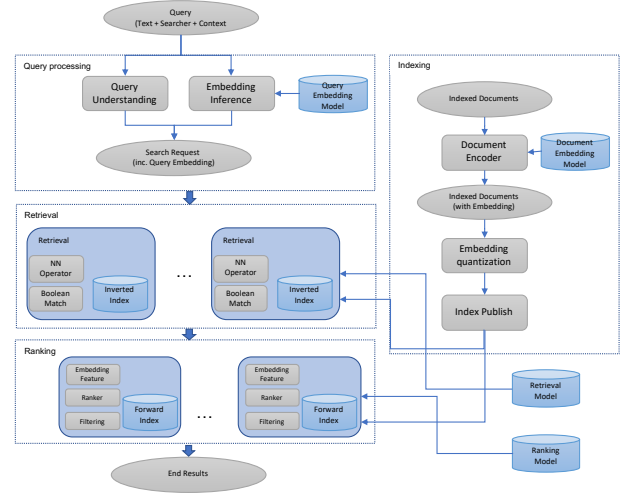 Query
(Text + Searcher + Context
Query processing
Query
Understanding
Embedding
Inference
Query
Embedding
Model
Search Request
(inc. Query Embedding)
Indexing
Indexed Documents
Document
Encoder
Document
Embedding
Model
Indexed Documents
(with Embedding)
Embedding
quantization
Index Publish
Retrieval
Retrieval
NN
Operator
Boolean
Match
Inverted
Index
...
Retrieval
NN
Operator
Boolean
Match
Inverted
Index
Ranking
Embedding
Feature
Ranker
Filtering
Forward
Index
...
Embedding
Feature
Ranker
Filtering
Forward
Index
Retrieval
Model
Ranking
Model
End Results